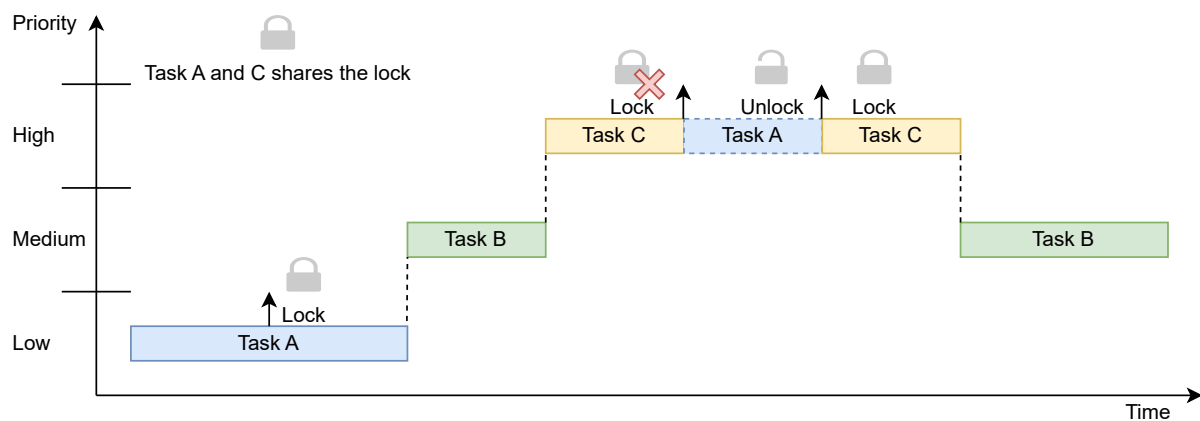 Priority
Task A and C shares the lock
Lock
Unlock
Lock
High
Task C
Task A
Task C
Medium
Task B
Task B
Lock
Low
Task A
Time